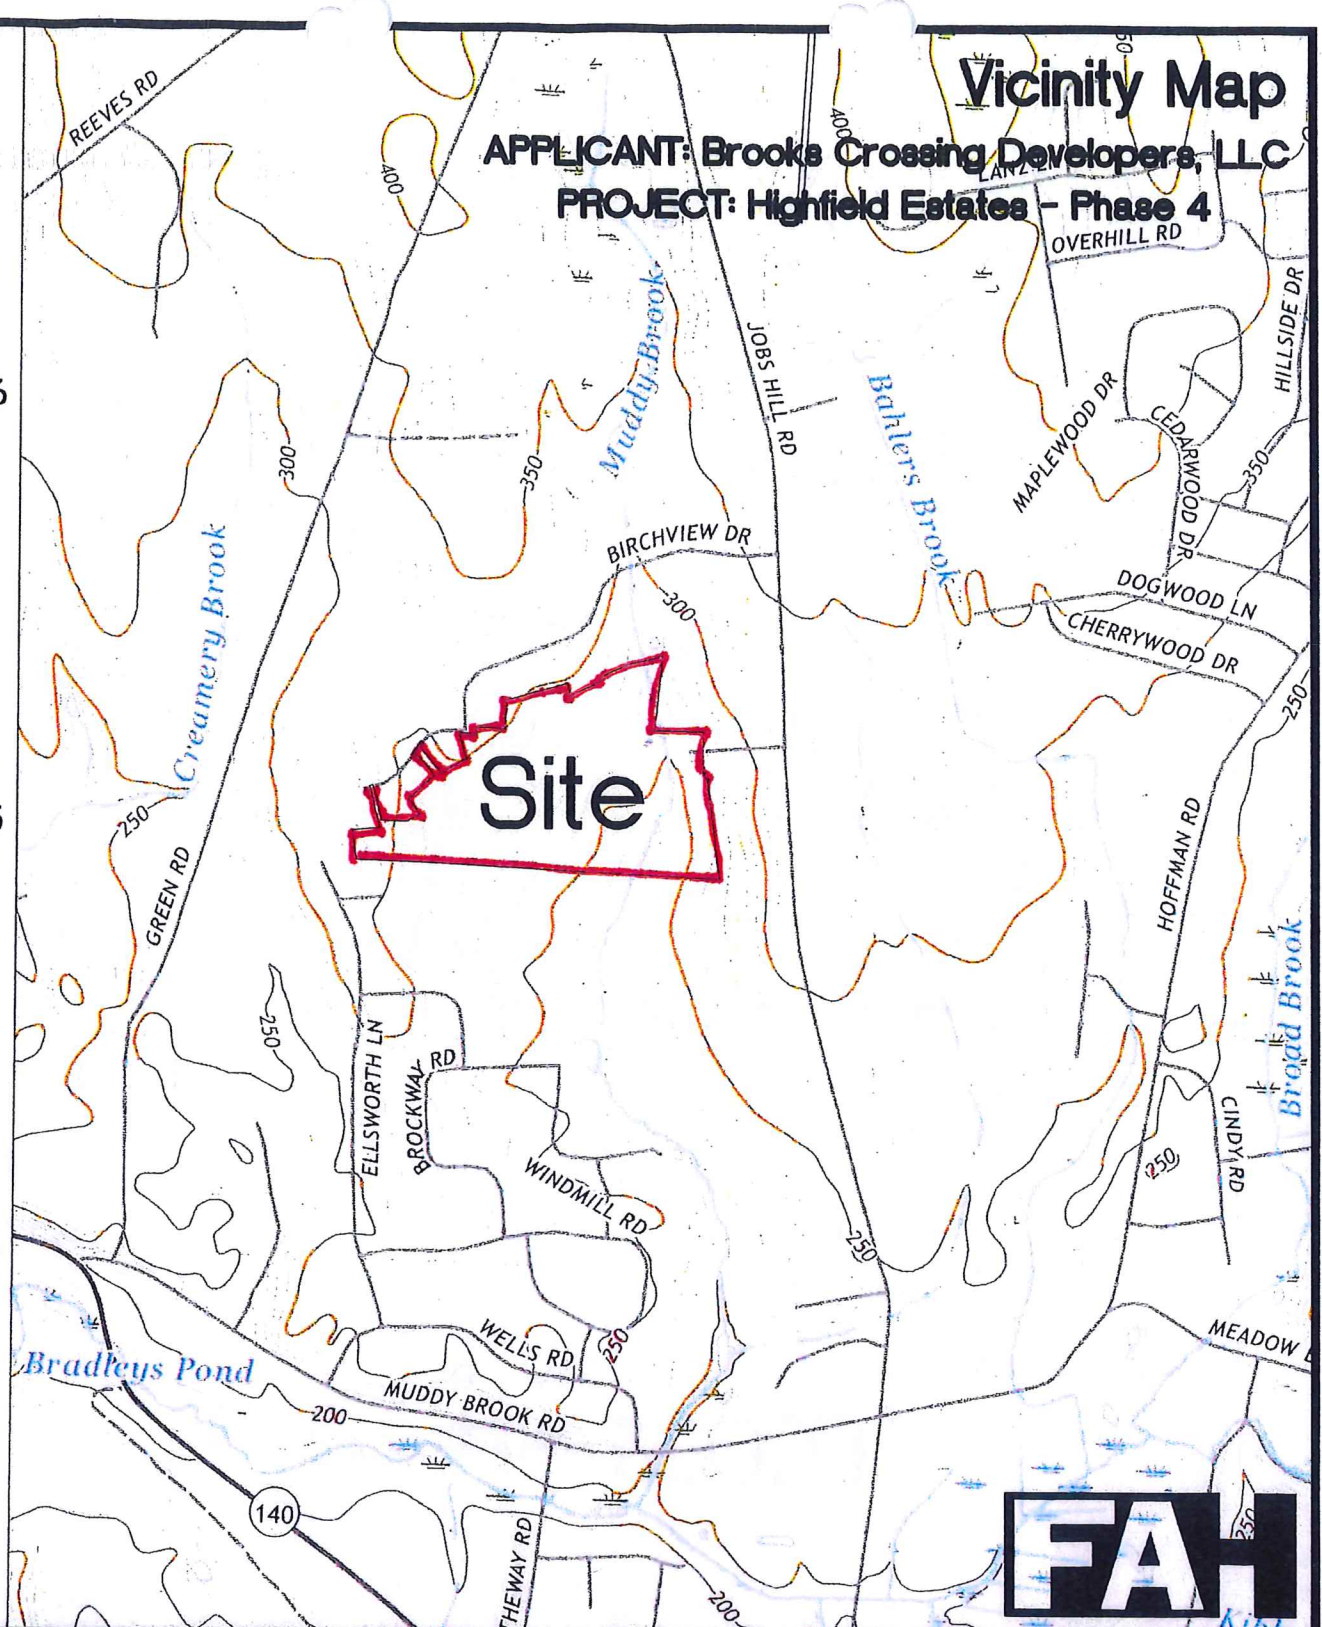 Vicinity Map
APPLICANT: Brooks Crossing Developers, LLC
PROJECT: Highfield Estates - Phase 4
REEVES RD
400
400
OVERHILL RD
HILLSIDE DR
Muddy Brook
JOBS HILL RD
Bahlers Brook
MAPLEWOOD DR
CEDARWOOD DR
350
300
350
Creamery Brook
BIRCHVIEW DR
300
DOGWOOD LN
CHERRYWOOD DR
250
Site
250
GREEN RD
HOFFMAN RD
Broad Brook
250
ELLSWORTH LN
BROCKWAY RD
WINDMILL RD
CINDY RD
250
250
WELLS RD
250
MEADOW
Bradleys Pond
MUDDY BROOK RD
200
140
THEWAY RD
200
250
FAH